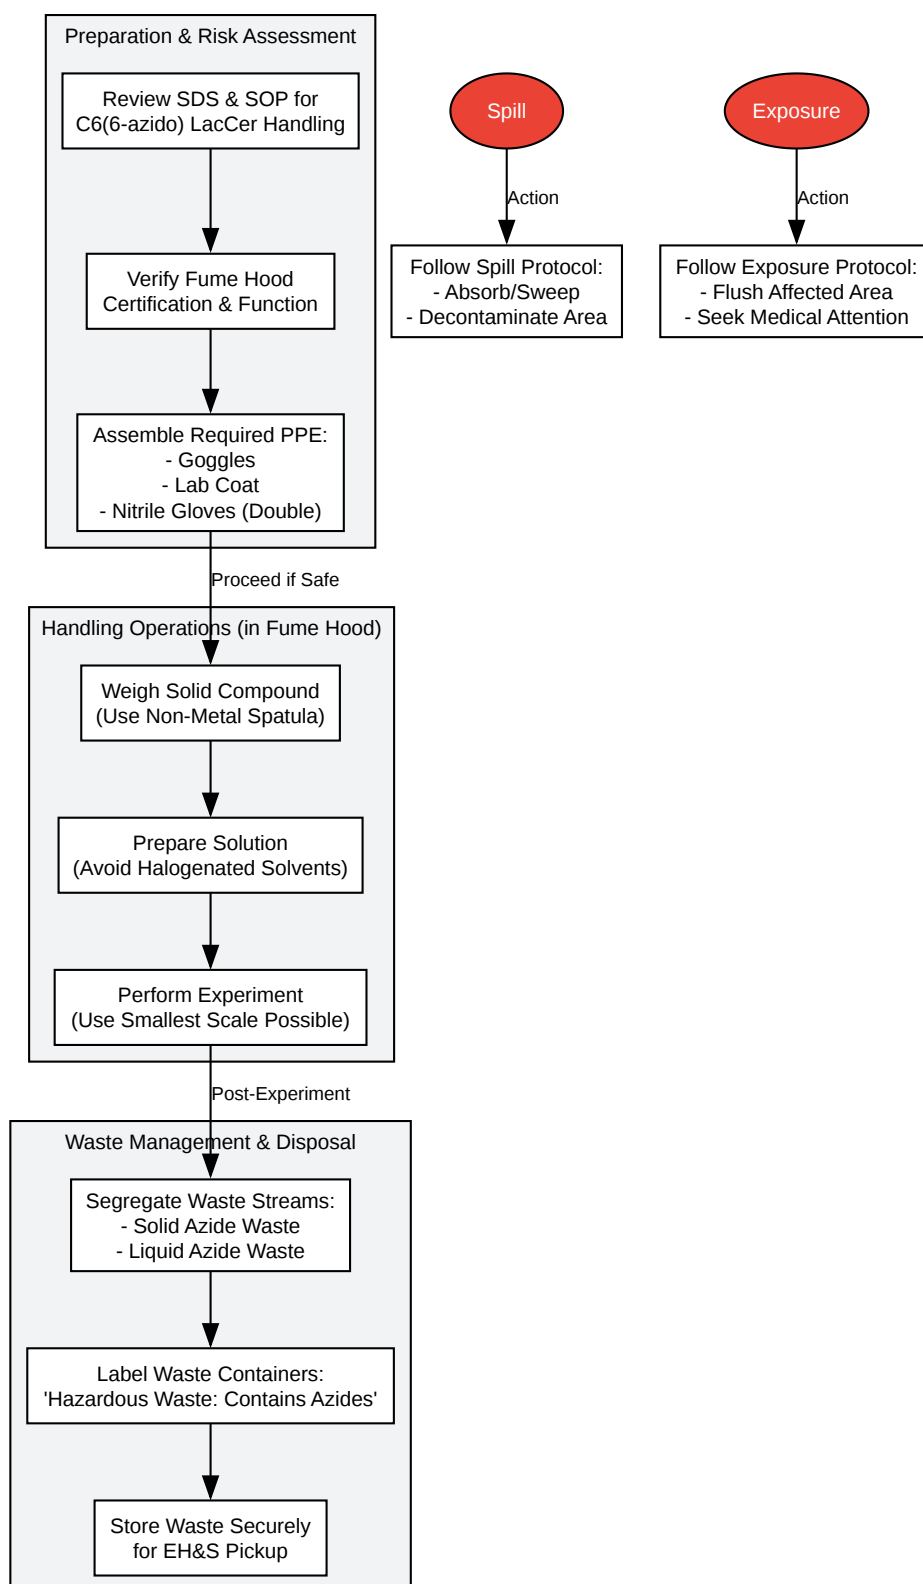 Preparation & Risk Assessment
Review SDS & SOP for
C6(6-azido) LacCer Handling
Verify Fume Hood
Certification & Function
Assemble Required PPE:
- Goggles
- Lab Coat
- Nitrile Gloves (Double)
Proceed if Safe
Handling Operations (in Fume Hood)
Weigh Solid Compound
(Use Non-Metal Spatula)
Prepare Solution
(Avoid Halogenated Solvents)
Perform Experiment
(Use Smallest Scale Possible)
Post-Experiment
Waste Management & Disposal
Segregate Waste Streams:
- Solid Azide Waste
- Liquid Azide Waste
Label Waste Containers:
'Hazardous Waste: Contains Azides'
Store Waste Securely
for EH&S Pickup
Spill
Action
Follow Spill Protocol:
- Absorb/Sweep
- Decontaminate Area
Exposure
Action
Follow Exposure Protocol:
- Flush Affected Area
- Seek Medical Attention